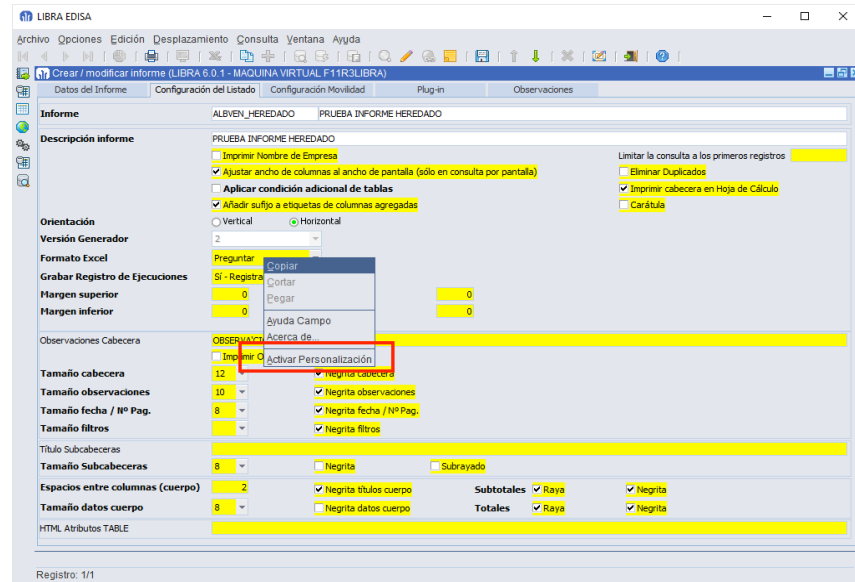 LIBRA EDISA
Archivo Opciones Edición Desplazamiento Consulta Ventana Ayuda
Crear / modificar informe (LIBRA 6.0.1 - MAQUINA VIRTUAL F11R3LIBRA)
Datos del Informe Configuración del Listado Configuración Movilidad Plug-in Observaciones
Informe ALBVEN_HEREDADO PRUEBA INFORME HEREDADO
Descripción informe PRUEBA INFORME HEREDADO
Imprimir Nombre de Empresa Limitar la consulta a los primeros registros
Ajustar ancho de columnas al ancho de pantalla (sólo en consulta por pantalla) Eliminar Duplicados
Aplicar condición adicional de tablas Imprimir cabecera en Hoja de Cálculo
Añadir sufijo a etiquetas de columnas agregadas Carátula
Orientación Vertical Horizontal
Versión Generador 2
Formato Excel Preguntar
Copiar
Grabar Registro de Ejecuciones Sí - Registra
Cortar
Margen superior 0 0
Pegar
Margen inferior 0 0
Ayuda Campo
Observaciones Cabecera
Acerca de...
Imprimir O
Activar Personalización
Tamaño cabecera 12 Negrita cabecera
Tamaño observaciones 10 Negrita observaciones
Tamaño fecha / Nº Pag. 8 Negrita fecha / Nº Pag.
Tamaño filtros Negrita filtros
Título Subcabeceras
Tamaño Subcabeceras 8 Negrita Subrayado
Espacios entre columnas (cuerpo) 2 Negrita títulos cuerpo Subtotales Raya Negrita
Tamaño datos cuerpo 8 Negrita datos cuerpo Totales Raya Negrita
HTML Atributos TABLE
Registro: 1/1